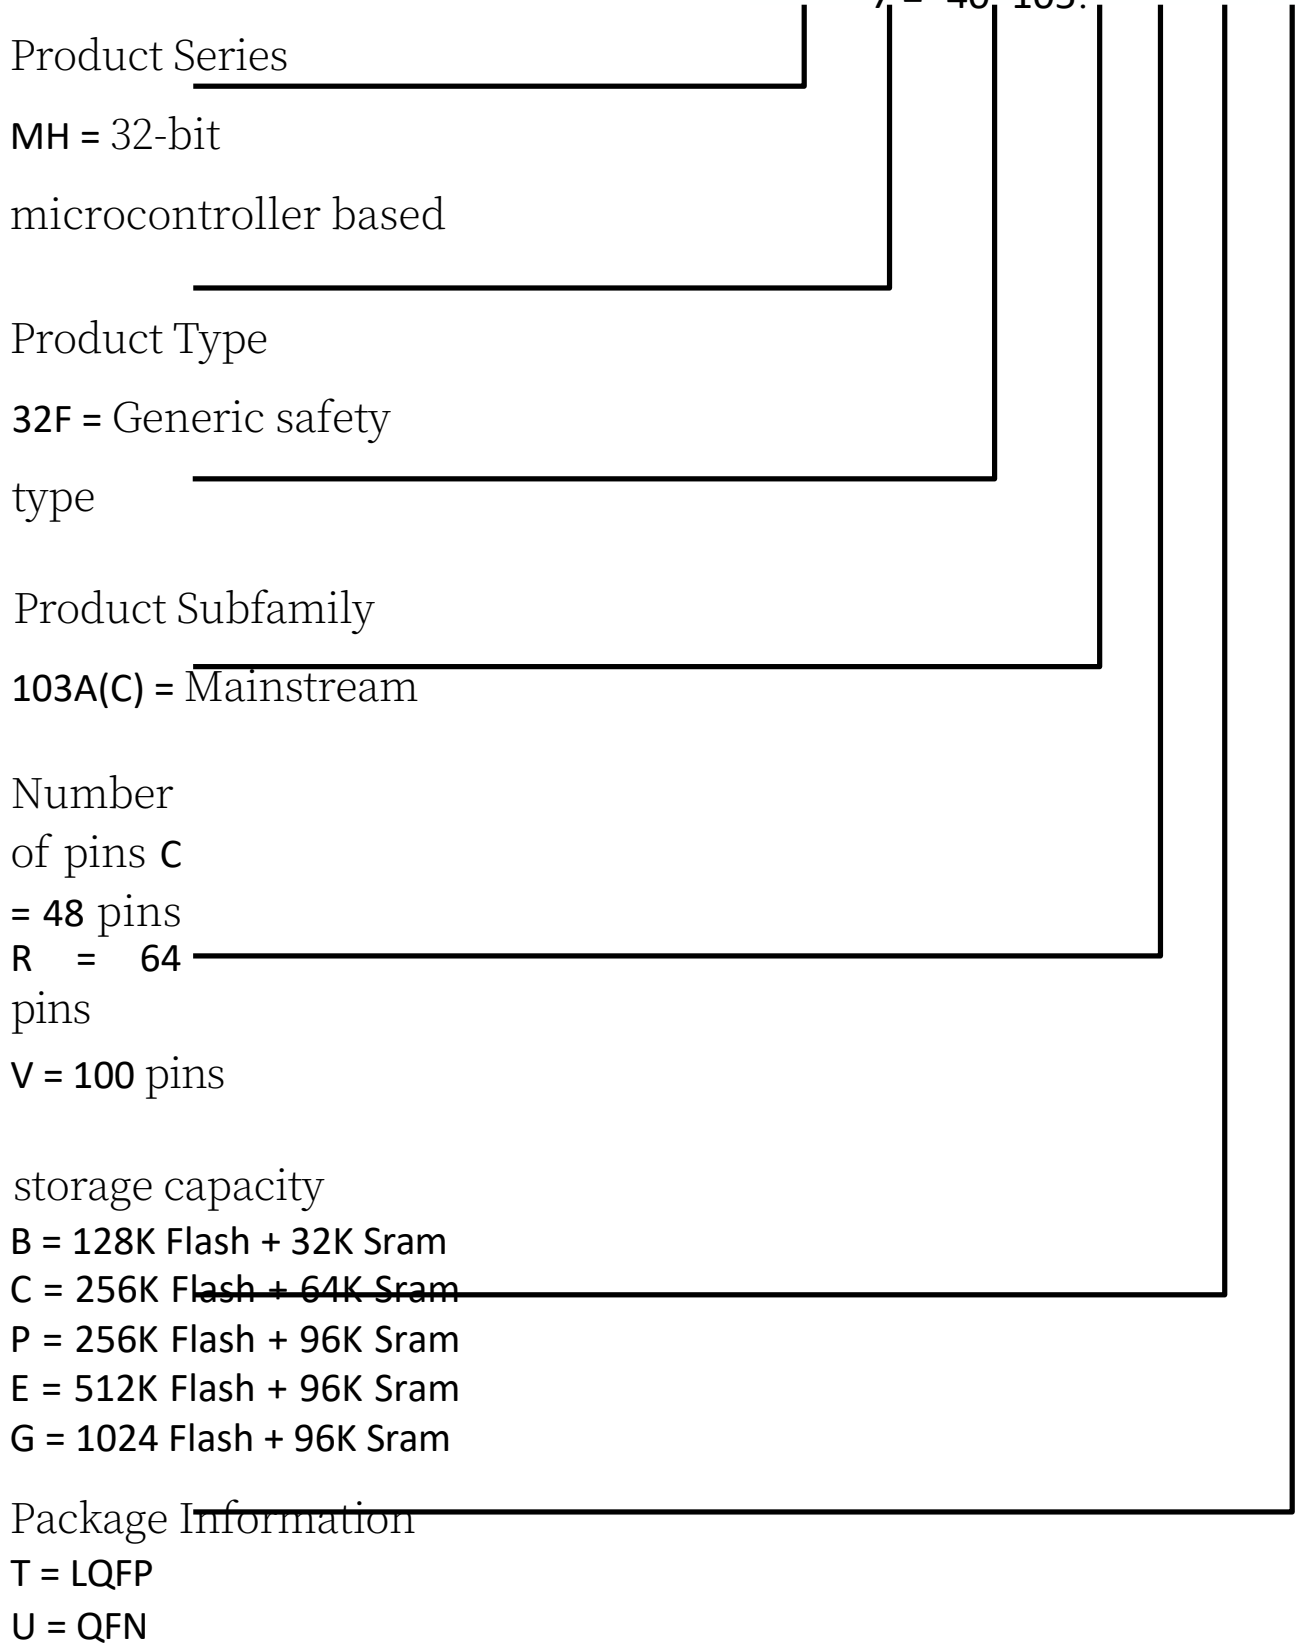 Product Series
MH = 32-bit
microcontroller based
Product Type
32F = Generic safety
type
Product Subfamily
103A(C) = Mainstream
Number
of pins C
= 48 pins
R = 64
pins
V = 100 pins
storage capacity
B = 128K Flash + 32K Sram
C = 256K Flash + 64K Sram
P = 256K Flash + 96K Sram
E = 512K Flash + 96K Sram
G = 1024 Flash + 96K Sram
Package Information
T = LQFP
U = QFN